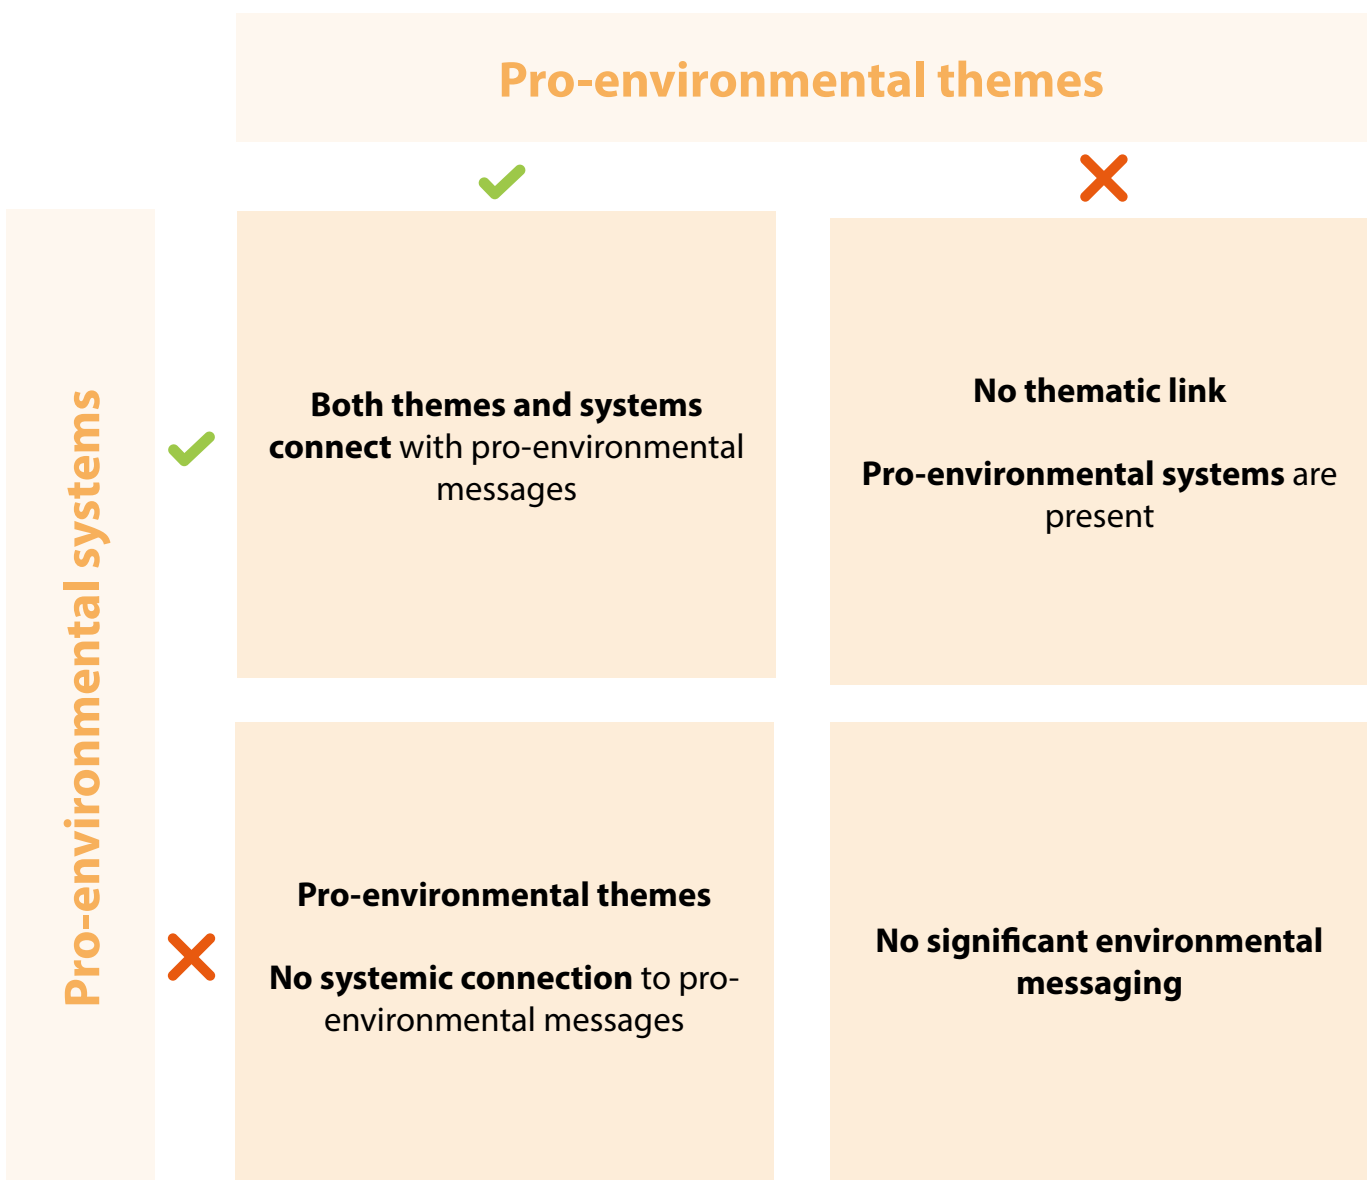 Pro-environmental themes
Pro-environmental systems
Both themes and systems
connect with pro-environmental
messages
No thematic link
Pro-environmental systems are
present
Pro-environmental themes
No systemic connection to pro-
environmental messages
No significant environmental
messaging